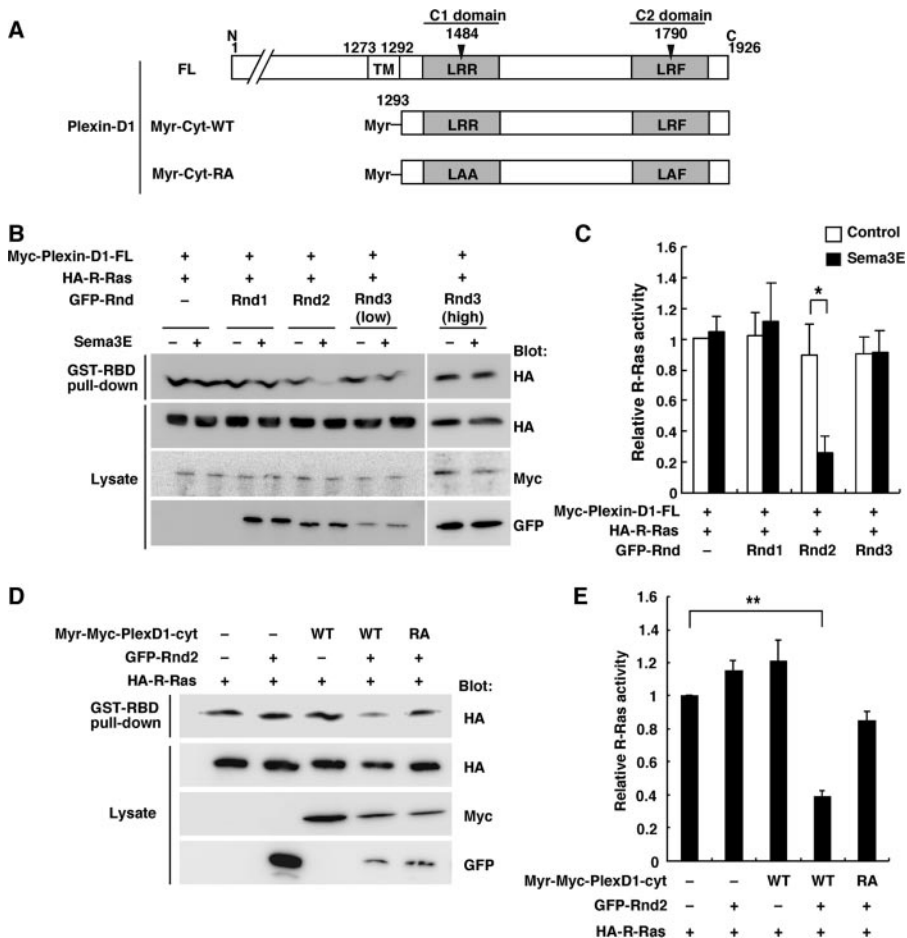 A
C1 domain
C2 domain
N
1
1273 1292
1484
1790
C
1926
FL
TM
LRR
LRF
Plexin-D1
1293
Myr-Cyt-WT
Myr
LRR
LRF
Myr-Cyt-RA
Myr
LAA
LAF
B
Myc-Plexin-D1-FL + + + + +
HA-R-Ras + + + + +
GFP-Rnd – Rnd1 Rnd2 Rnd3 (low) Rnd3 (high)
Sema3E – + – + – + – + – +
Blot:
GST-RBD pull-down
HA
HA
Lysate
Myc
GFP
C
Control
Sema3E
Relative R-Ras activity
1.6
1.4
1.2
1
0.8
0.6
0.4
0.2
0
*
Myc-Plexin-D1-FL + + + +
HA-R-Ras + + + +
GFP-Rnd – Rnd1 Rnd2 Rnd3
D
Myr-Myc-PlexD1-cyt – – WT WT RA
GFP-Rnd2 – + – + +
HA-R-Ras + + + + +
Blot:
GST-RBD pull-down
HA
HA
Lysate
Myc
GFP
E
Relative R-Ras activity
1.6
1.4
1.2
1
0.8
0.6
0.4
0.2
0
**
Myr-Myc-PlexD1-cyt – – WT WT RA
GFP-Rnd2 – + – + +
HA-R-Ras + + + + +